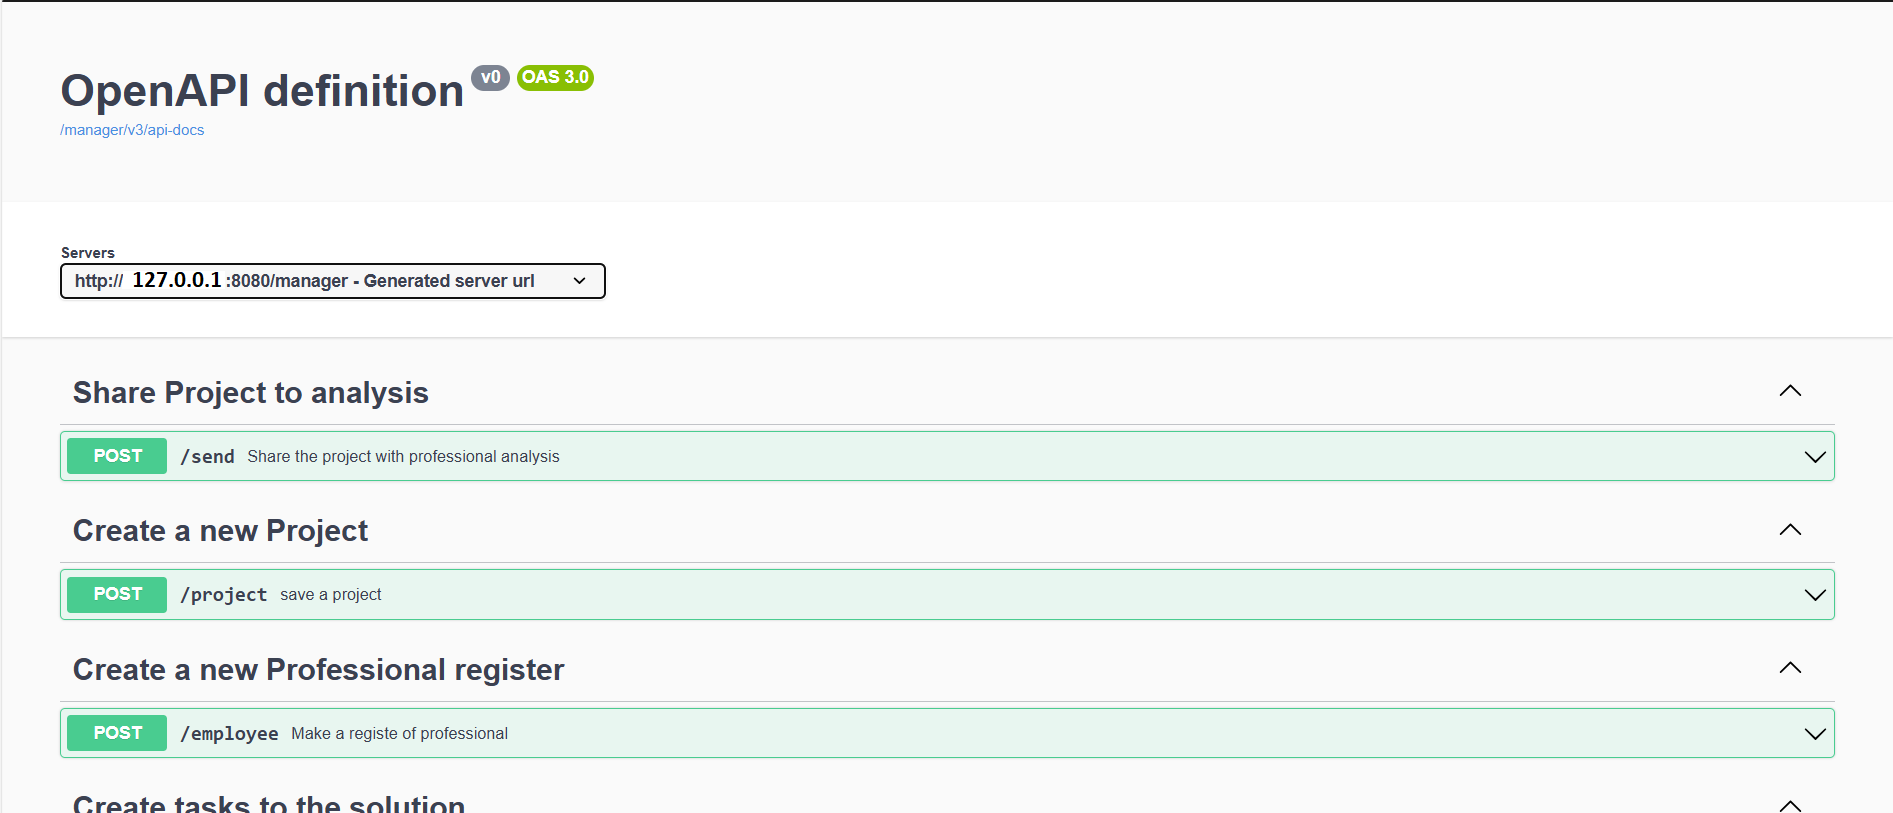 OpenAPI definition v0 OAS 3.0
/manager/v3/api-docs
Servers
http:// 127.0.0.1 :8080/manager - Generated server url
Share Project to analysis
POST /send Share the project with professional analysis
Create a new Project
POST /project save a project
Create a new Professional register
POST /employee Make a registe of professional
Create tasks to the solution